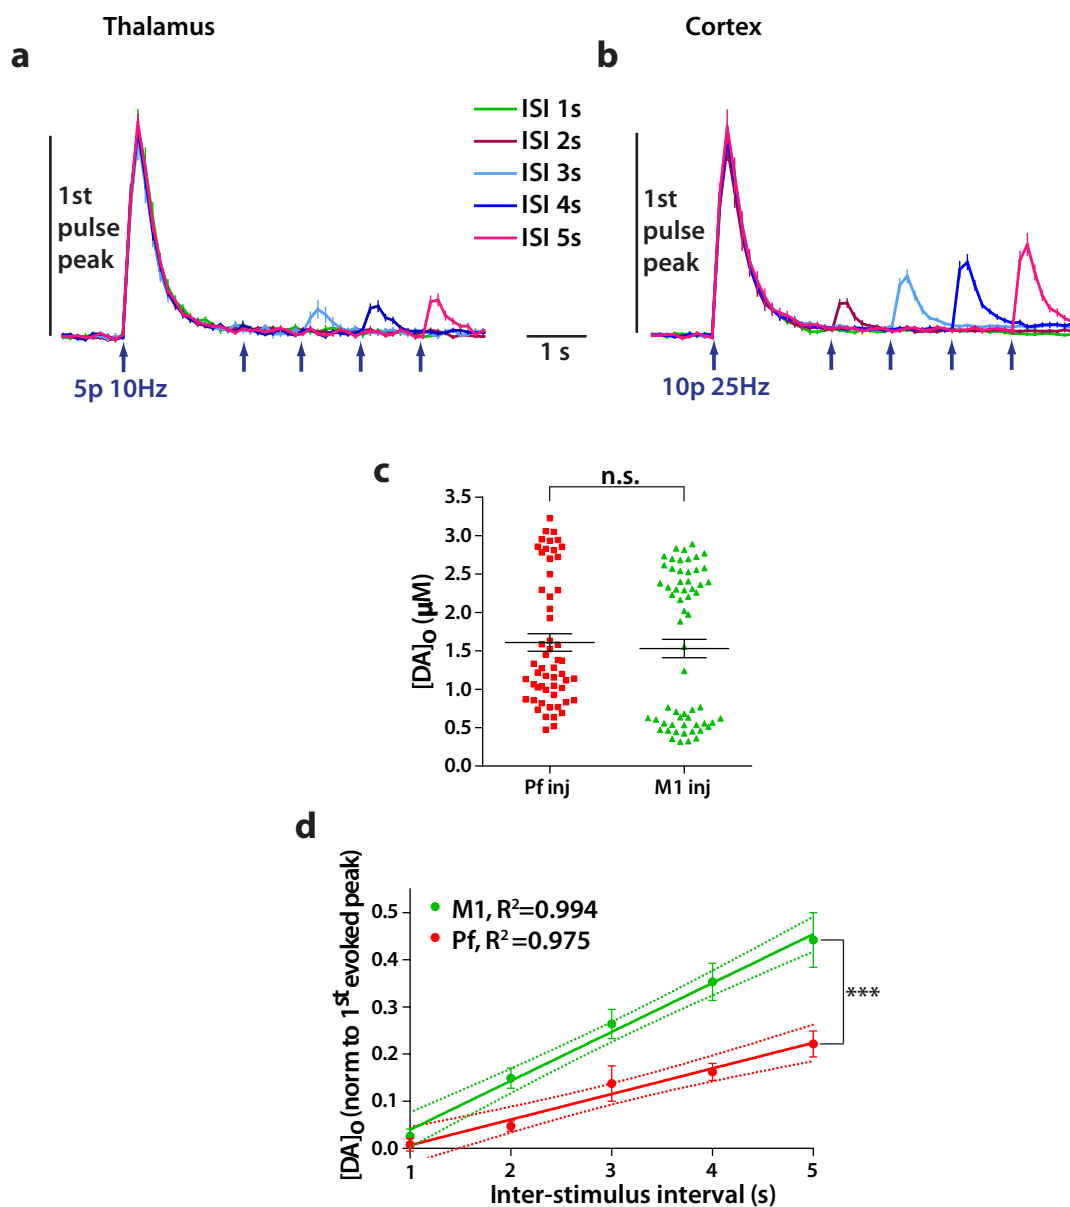 Thalamus
Cortex
a
b
ISI 1s
ISI 2s
ISI 3s
ISI 4s
ISI 5s
1st
pulse
peak
1st
pulse
peak
1 s
5p 10Hz
10p 25Hz
c
n.s.
[DA]o (μM)
3.5
3.0
2.5
2.0
1.5
1.0
0.5
0.0
Pf inj
M1 inj
d
[DA]o (norm to 1st evoked peak)
M1, R²=0.994
Pf, R²=0.975
0.5
0.4
0.3
0.2
0.1
0.0
***
1 2 3 4 5
Inter-stimulus interval (s)